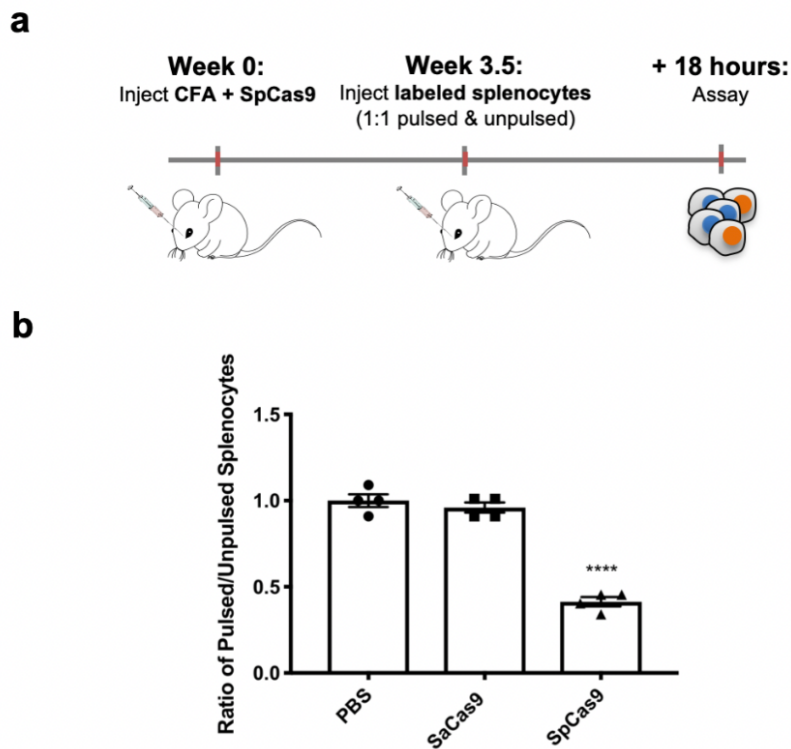 a
Week 0:
Inject CFA + SpCas9
Week 3.5:
Inject labeled splenocytes
(1:1 pulsed & unpulsed)
+ 18 hours:
Assay
b
Ratio of Pulsed/Unpulsed Splenocytes
1.5
1.0
0.5
0.0
****
PBS
SaCas9
SpCas9